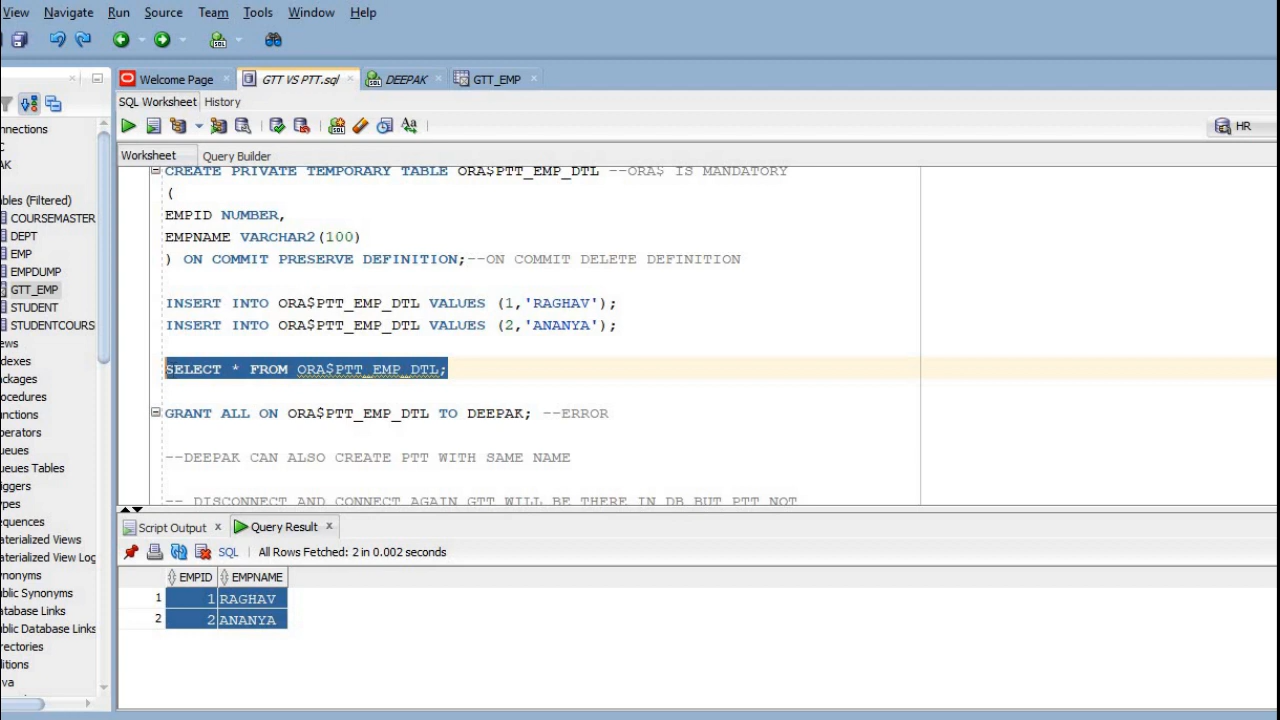 View Navigate Run Source Team Tools Window Help
Welcome Page GTT VS PTT.sql DEEPAK GTT_EMP
SQL Worksheet History
HR
Worksheet Query Builder
nnections
C
AK
bles (Filtered)
COURSEMASTER
DEPT
EMP
EMPDUMP
GTT_EMP
STUDENT
STUDENTCOURS
ews
dexes
ckages
ocedures
nctions
perators
ueues
ueues Tables
iggers
pes
equences
aterialized Views
aterialized View Log
nonyms
blic Synonyms
atabase Links
ublic Database Links
rectories
itions
va
CREATE PRIVATE TEMPORARY TABLE ORA$PTT_EMP_DTL --ORA$ IS MANDATORY
(
EMPID NUMBER,
EMPNAME VARCHAR2(100)
) ON COMMIT PRESERVE DEFINITION;--ON COMMIT DELETE DEFINITION
INSERT INTO ORA$PTT_EMP_DTL VALUES (1,'RAGHAV');
INSERT INTO ORA$PTT_EMP_DTL VALUES (2,'ANANYA');
SELECT * FROM ORA$PTT_EMP_DTL;
GRANT ALL ON ORA$PTT_EMP_DTL TO DEEPAK; --ERROR
--DEEPAK CAN ALSO CREATE PTT WITH SAME NAME
-- DISCONNECT AND CONNECT AGAIN GTT WILL BE THERE IN DB BUT PTT NOT
Script Output x Query Result x
SQL | All Rows Fetched: 2 in 0.002 seconds
EMPID EMPNAME
1 1 RAGHAV
2 2 ANANYA